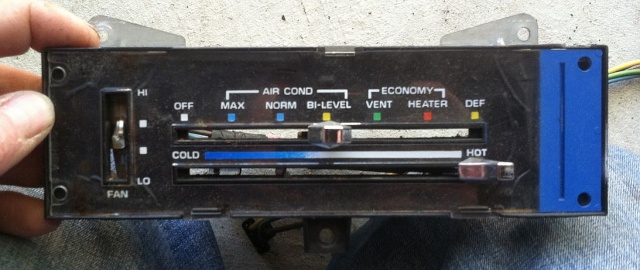 HI
AIR COND ECONOMY
OFF MAX NORM BI-LEVEL VENT HEATER DEF
COLD HOT
LO
FAN